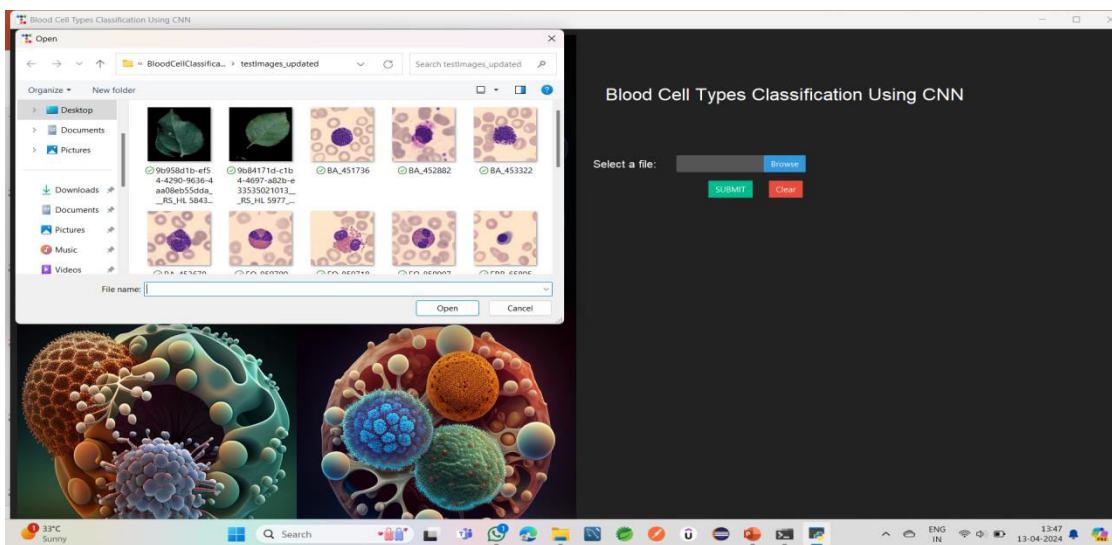 Blood Cell Types Classification Using CNN
Open
BloodCellClassifica... › testImages_updated
Search testImages_updated
Organize
New folder
Desktop
Documents
Pictures
Downloads
Documents
Pictures
Music
Videos
9b958d1b-ef5
4-4290-9636-4
aa08eb55dda_
__RS_HL 5843...
9b84171d-c1b
4-4697-a82b-e
33535021013__
_RS_HL 5977_...
BA_451736
BA_452882
BA_453322
File name:
Open
Cancel
Blood Cell Types Classification Using CNN
Select a file:
Browse
SUBMIT
Clear
1
33°C
Sunny
Search
ENG
IN
13:47
13-04-2024